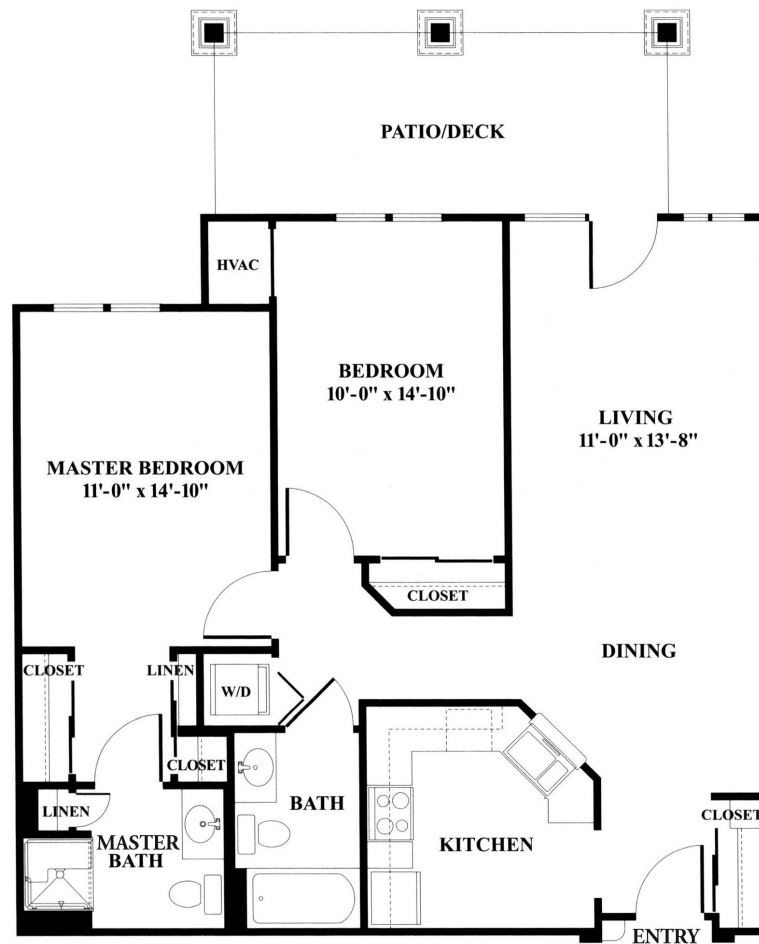 PATIO/DECK
HVAC
BEDROOM
10'-0" x 14'-10"
LIVING
11'-0" x 13'-8"
MASTER BEDROOM
11'-0" x 14'-10"
CLOSET
DINING
CLOSET
LINEN
W/D
CLOSET
LINEN
BATH
CLOSET
MASTER
BATH
KITCHEN
ENTRY